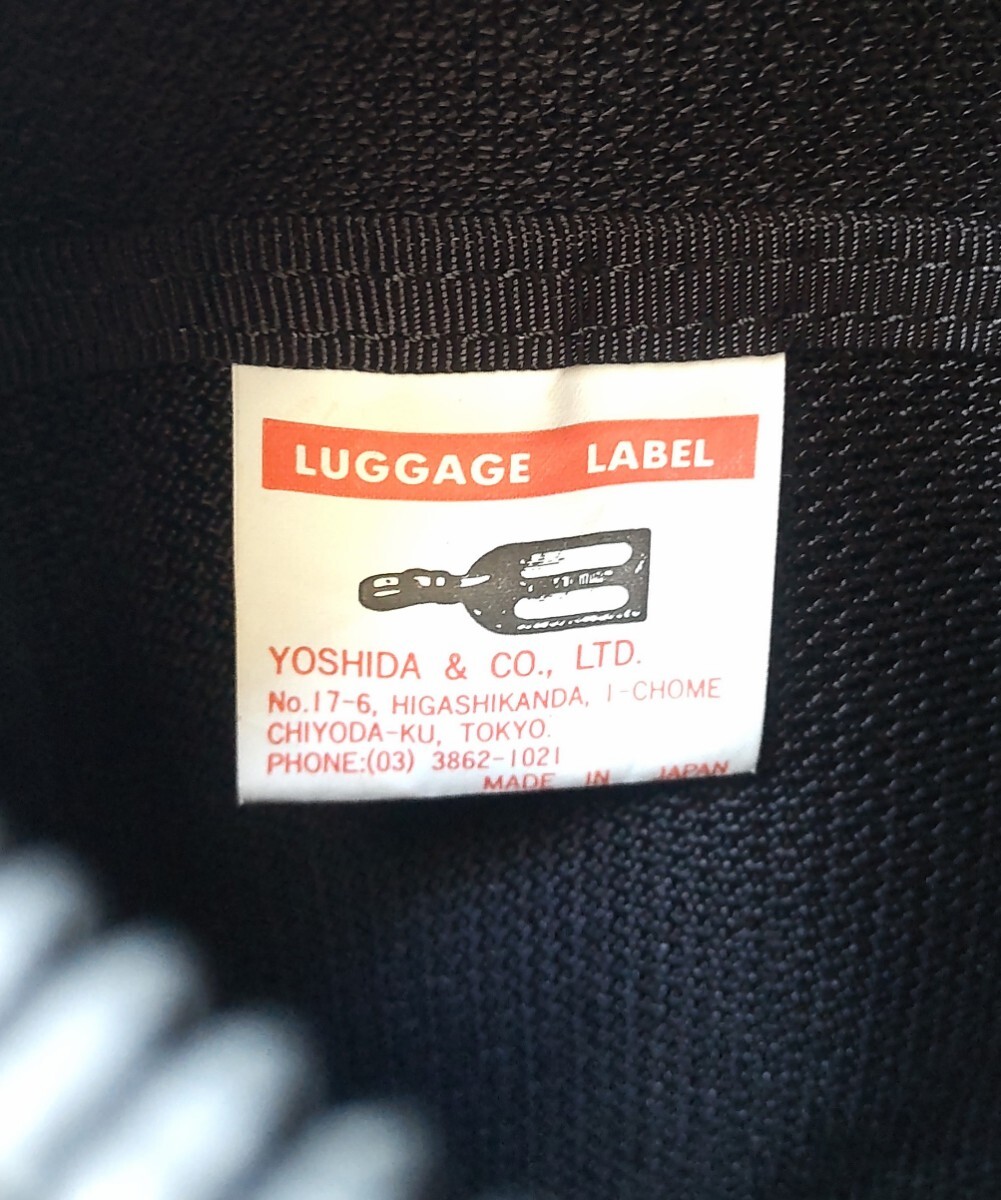 LUGGAGE LABEL
YOSHIDA & CO., LTD.
No.17-6, HIGASHIKANDA, 1-CHOME
CHIYODA-KU, TOKYO.
PHONE:(03) 3862-1021
MADE IN JAPAN